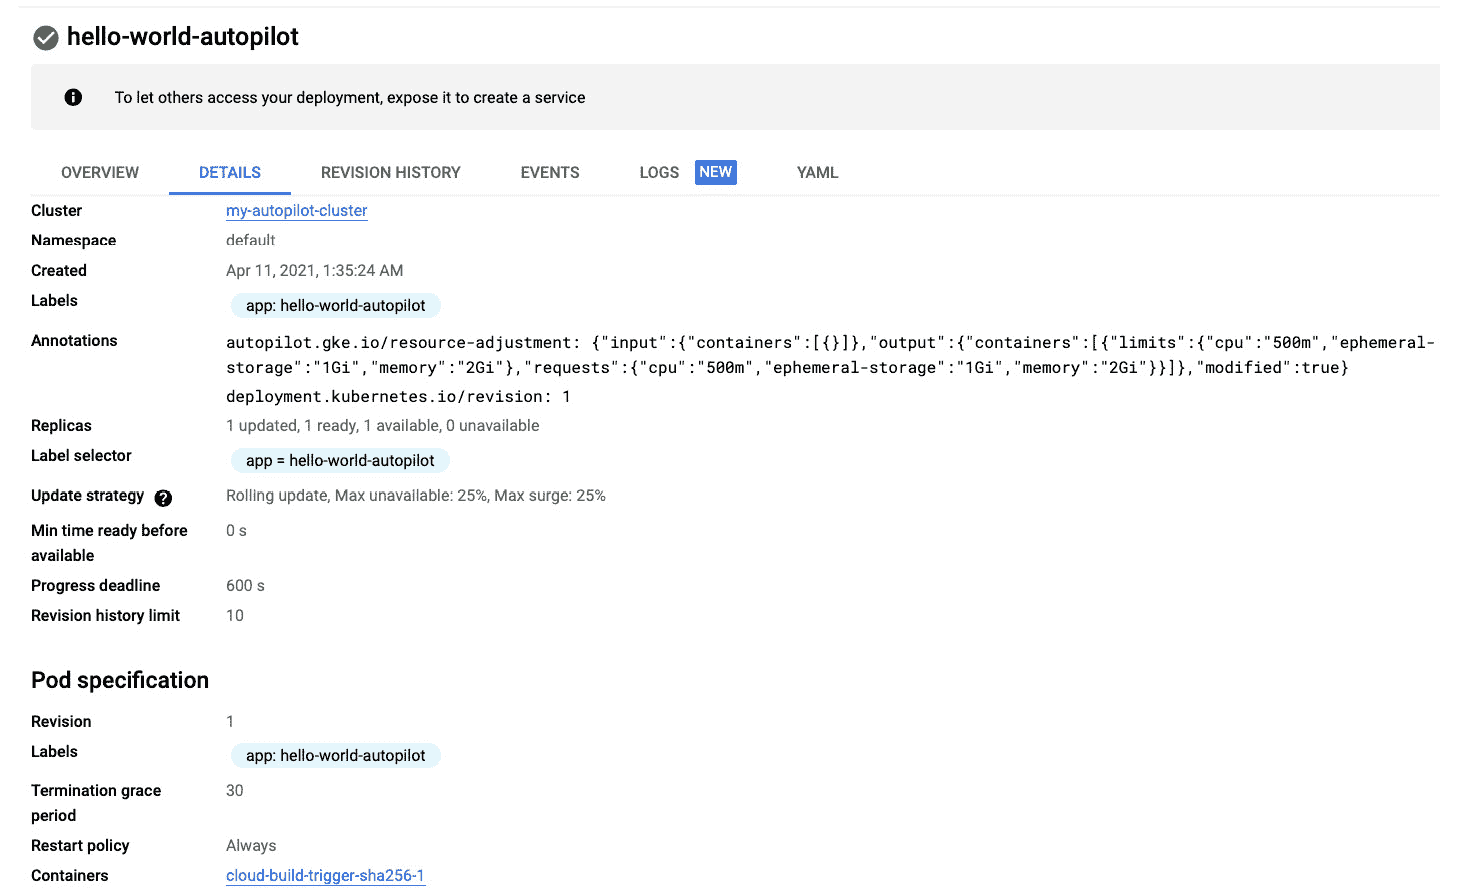 hello-world-autopilot
To let others access your deployment, expose it to create a service
OVERVIEW DETAILS REVISION HISTORY EVENTS LOGS NEW YAML
Cluster my-autopilot-cluster
Namespace default
Created Apr 11, 2021, 1:35:24 AM
Labels app: hello-world-autopilot
Annotations autopilot.gke.io/resource-adjustment: {"input":{"containers":[{}]},"output":{"containers":[{"limits":{"cpu":"500m","ephemeral-
storage":"1Gi","memory":"2Gi"},"requests":{"cpu":"500m","ephemeral-storage":"1Gi","memory":"2Gi"}}]},"modified":true}
deployment.kubernetes.io/revision: 1
Replicas 1 updated, 1 ready, 1 available, 0 unavailable
Label selector app = hello-world-autopilot
Update strategy Rolling update, Max unavailable: 25%, Max surge: 25%
Min time ready before 0 s
available
Progress deadline 600 s
Revision history limit 10
Pod specification
Revision 1
Labels app: hello-world-autopilot
Termination grace 30
period
Restart policy Always
Containers cloud-build-trigger-sha256-1